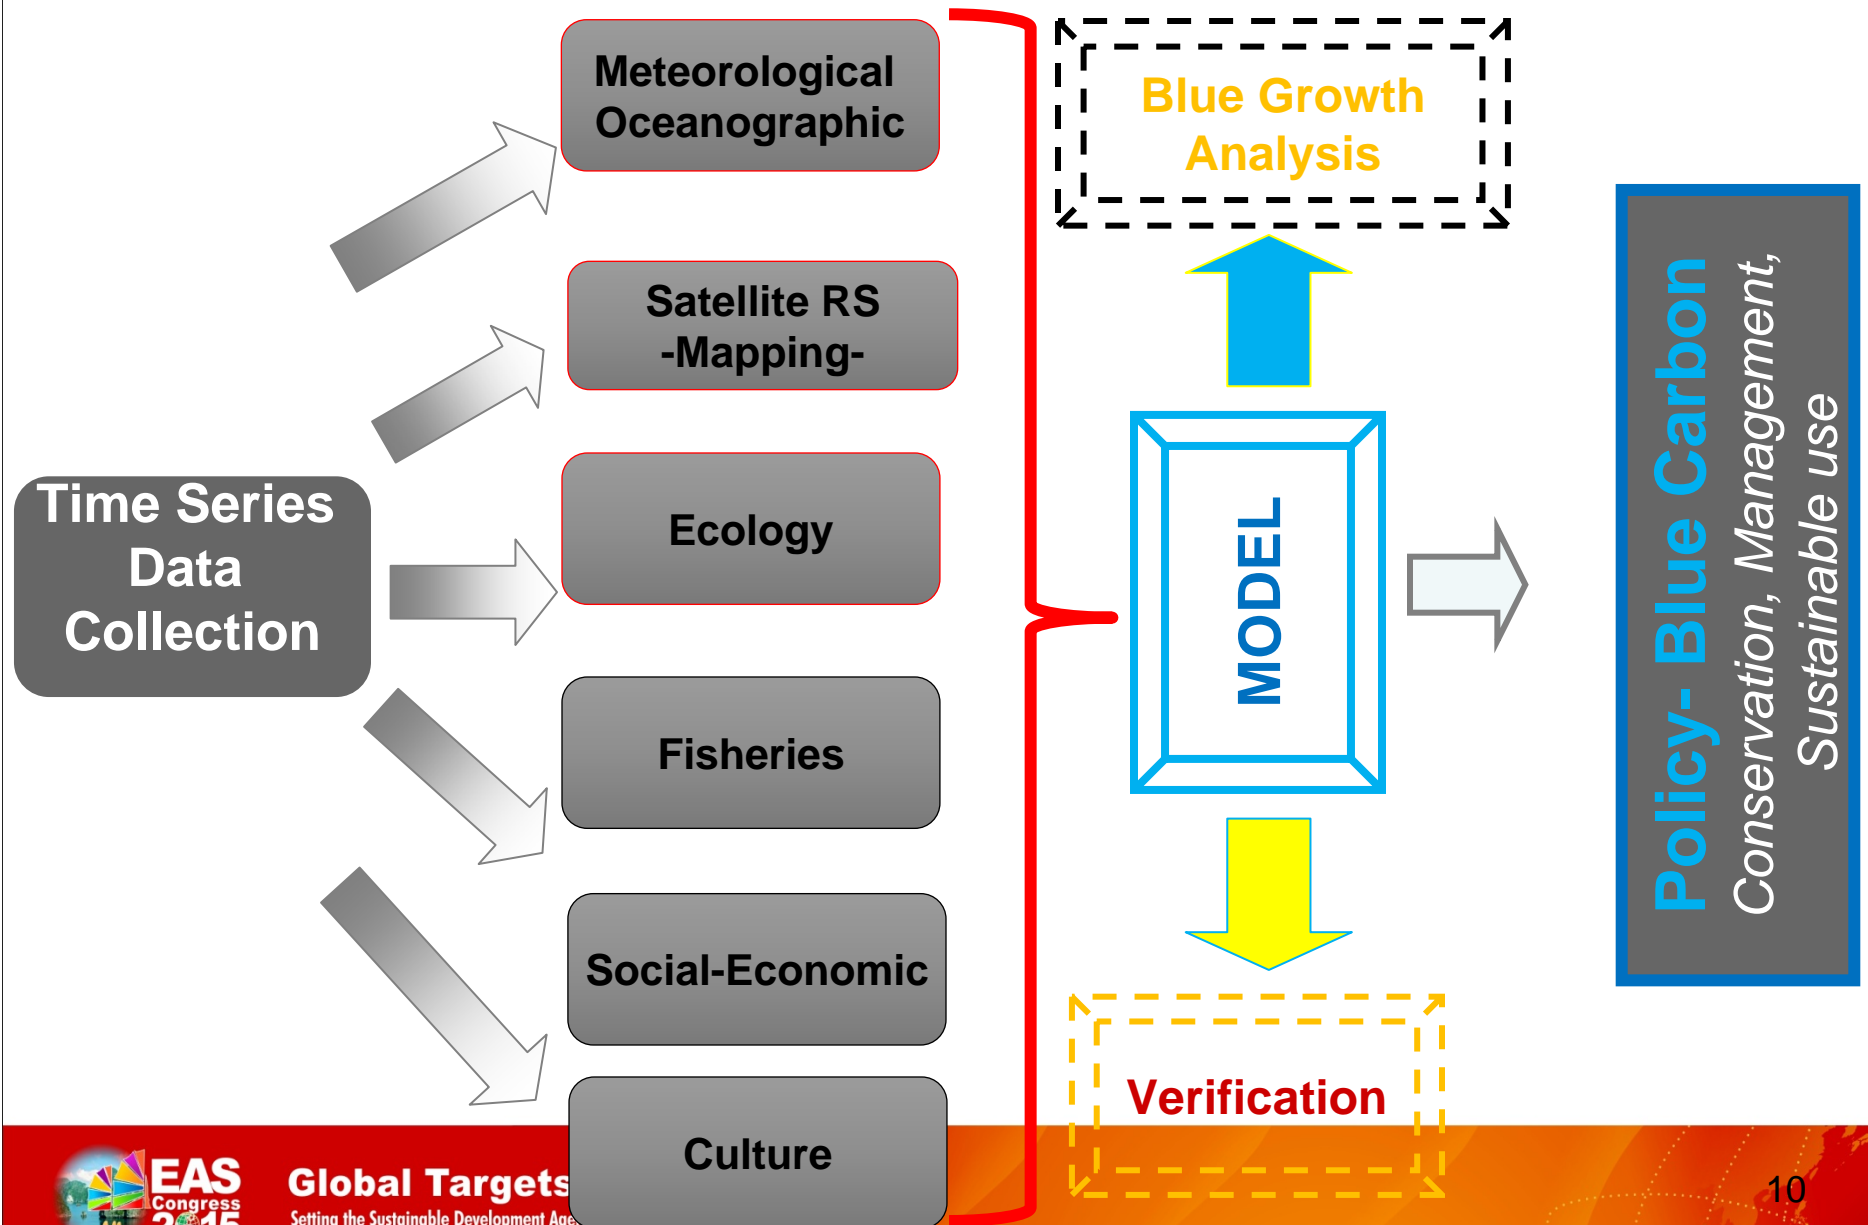 Meteorological
Oceanographic
Satellite RS
-Mapping-
Time Series
Data
Collection
Ecology
Fisheries
Social-Economic
Culture
Blue Growth
Analysis
MODEL
Verification
Policy- Blue Carbon
Conservation, Management,
Sustainable use
EAS
Congress
2015
Global Targets
Setting the Sustainable Development
10